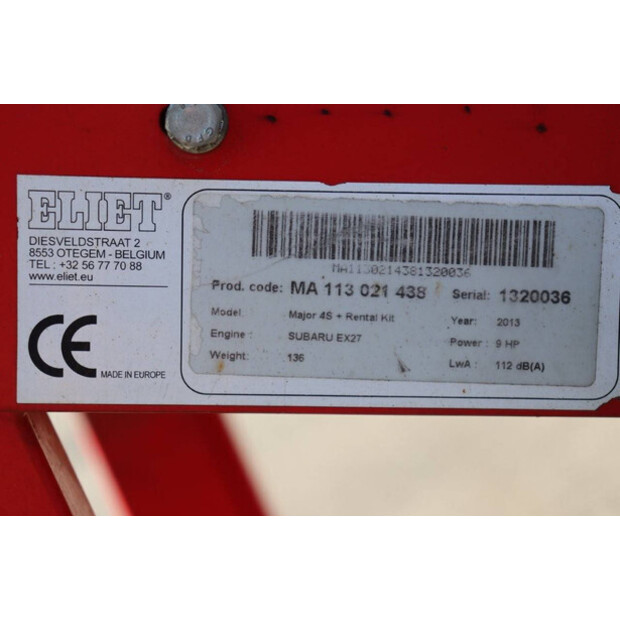 ELIET®
DIESVELDSTRAAT 2
8553 OTEGEM - BELGIUM
TEL : +32 56 77 70 88
www.eliet.eu
CE
MADE IN EUROPE
MA1130214381320036
Prod. code: MA 113 021 438 Serial: 1320036
Model: Major 4S + Rental Kit Year: 2013
Engine: SUBARU EX27 Power: 9 HP
Weight: 136 LwA: 112 dB(A)